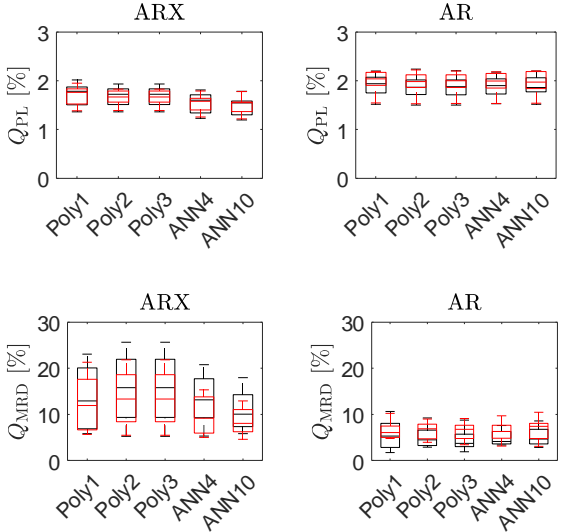 ARX
3
2
1
0
Q_PL [%]
Poly1
Poly2
Poly3
ANN4
ANN10
AR
3
2
1
0
Q_PL [%]
Poly1
Poly2
Poly3
ANN4
ANN10
ARX
30
20
10
0
Q_MRD [%]
Poly1
Poly2
Poly3
ANN4
ANN10
AR
30
20
10
0
Q_MRD [%]
Poly1
Poly2
Poly3
ANN4
ANN10